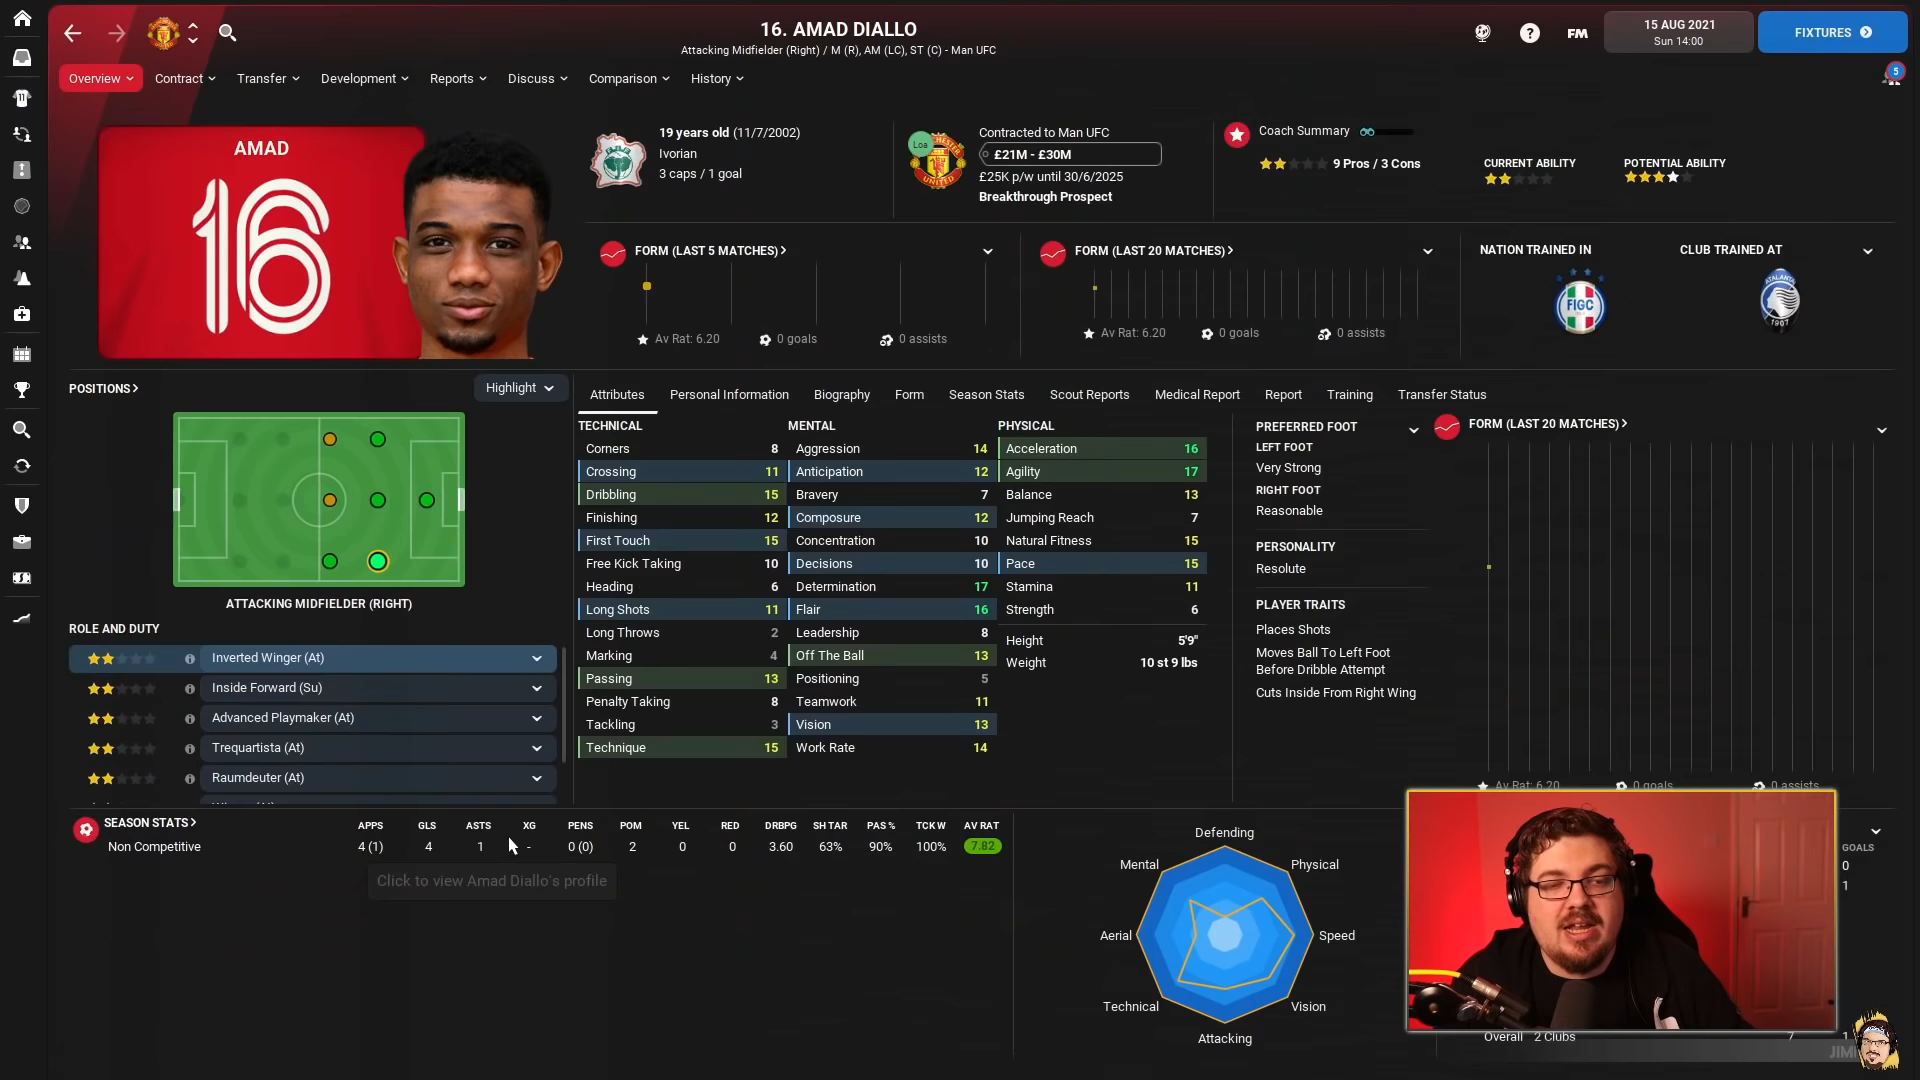 16. AMAD DIALLO
Attacking Midfielder (Right) / M (R), AM (LC), ST (C) - Man UFC
FM
15 AUG 2021
Sun 14:00
FIXTURES
Overview Contract Transfer Development Reports Discuss Comparison History
5
AMAD
16
19 years old (11/7/2002)
Ivorian
3 caps / 1 goal
Loa
Contracted to Man UFC
£21M - £30M
£25K p/w until 30/6/2025
Breakthrough Prospect
Coach Summary
9 Pros / 3 Cons
CURRENT ABILITY
POTENTIAL ABILITY
FORM (LAST 5 MATCHES)
Av Rat: 6.20 0 goals 0 assists
FORM (LAST 20 MATCHES)
Av Rat: 6.20 0 goals 0 assists
NATION TRAINED IN
FIGC
CLUB TRAINED AT
ATALANTA
1907
POSITIONS
Highlight
ATTACKING MIDFIELDER (RIGHT)
ROLE AND DUTY
Inverted Winger (At)
Inside Forward (Su)
Advanced Playmaker (At)
Trequartista (At)
Raumdeuter (At)
Attributes Personal Information Biography Form Season Stats Scout Reports Medical Report Report Training Transfer Status
TECHNICAL
Corners 8
Crossing 11
Dribbling 15
Finishing 12
First Touch 15
Free Kick Taking 10
Heading 6
Long Shots 11
Long Throws 2
Marking 4
Passing 13
Penalty Taking 8
Tackling 3
Technique 15
MENTAL
Aggression 14
Anticipation 12
Bravery 7
Composure 12
Concentration 10
Decisions 10
Determination 17
Flair 16
Leadership 8
Off The Ball 13
Positioning 5
Teamwork 11
Vision 13
Work Rate 14
PHYSICAL
Acceleration 16
Agility 17
Balance 13
Jumping Reach 7
Natural Fitness 15
Pace 15
Stamina 11
Strength 6
Height 5'9"
Weight 10 st 9 lbs
PREFERRED FOOT
LEFT FOOT
Very Strong
RIGHT FOOT
Reasonable
PERSONALITY
Resolute
PLAYER TRAITS
Places Shots
Moves Ball To Left Foot
Before Dribble Attempt
Cuts Inside From Right Wing
FORM (LAST 20 MATCHES)
Av Rat: 6.20 0 goals 0 assists
SEASON STATS APPS GLS ASTS XG PENS POM YEL RED DRBPG SH TAR PAS % TCK W AV RAT
Non Competitive 4 (1) 4 1 - 0 (0) 2 0 0 3.60 63% 90% 100% 7.82
Click to view Amad Diallo's profile
Defending
Mental Physical
Aerial Speed
Technical Vision
Attacking
GOALS
0
1
Overall 2 Clubs 7 1